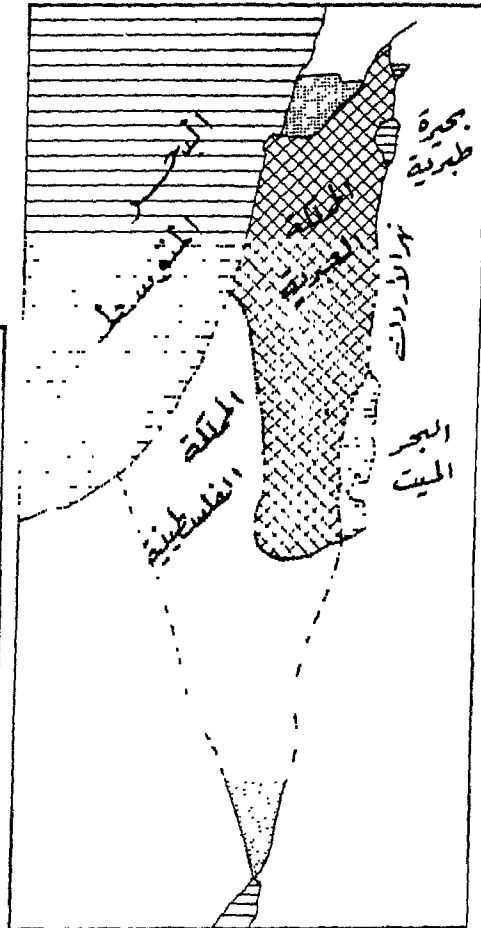 البحر
المتوسط
المملكة
العبرية
المملكة
الفلسطينية
بحيرة
طبرية
نهر الأردن
البحر
الميت